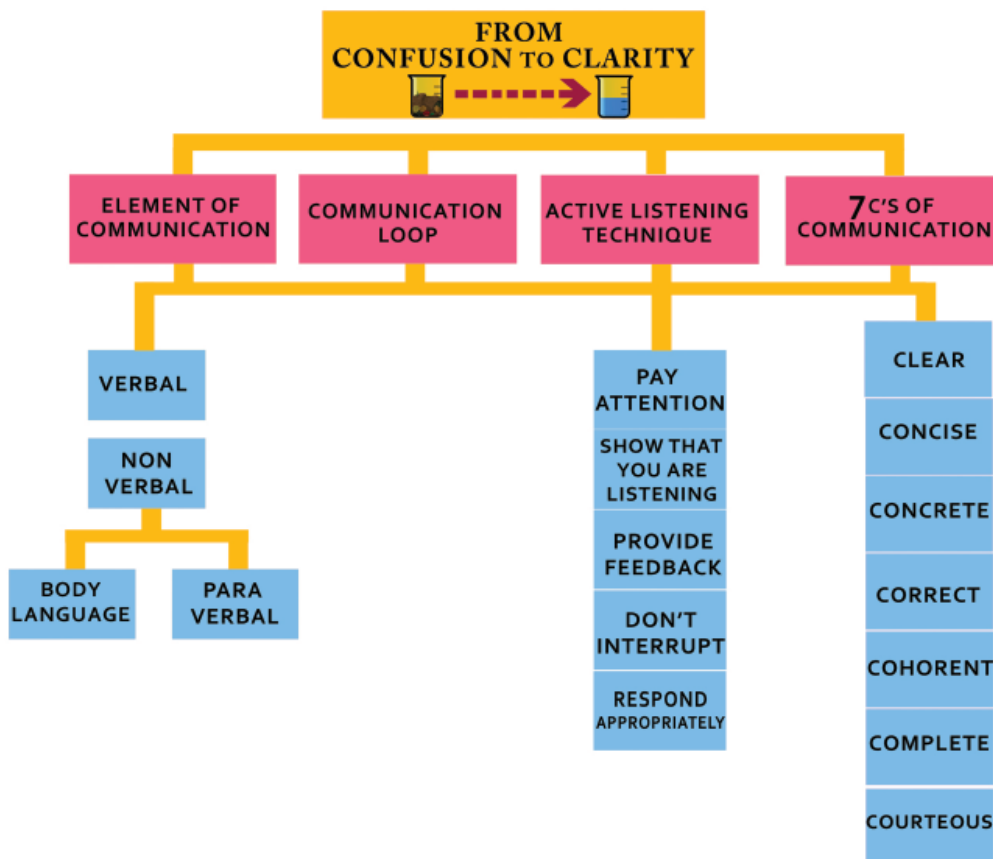 FROM
CONFUSION TO CLARITY
ELEMENT OF
COMMUNICATION
COMMUNICATION
LOOP
ACTIVE LISTENING
TECHNIQUE
7C'S OF
COMMUNICATION
VERBAL
NON
VERBAL
BODY
LANGUAGE
PARA
VERBAL
PAY
ATTENTION
SHOW THAT
YOU ARE
LISTENING
PROVIDE
FEEDBACK
DON'T
INTERRUPT
RESPOND
APPROPRIATELY
CLEAR
CONCISE
CONCRETE
CORRECT
COHORENT
COMPLETE
COURTEOUS